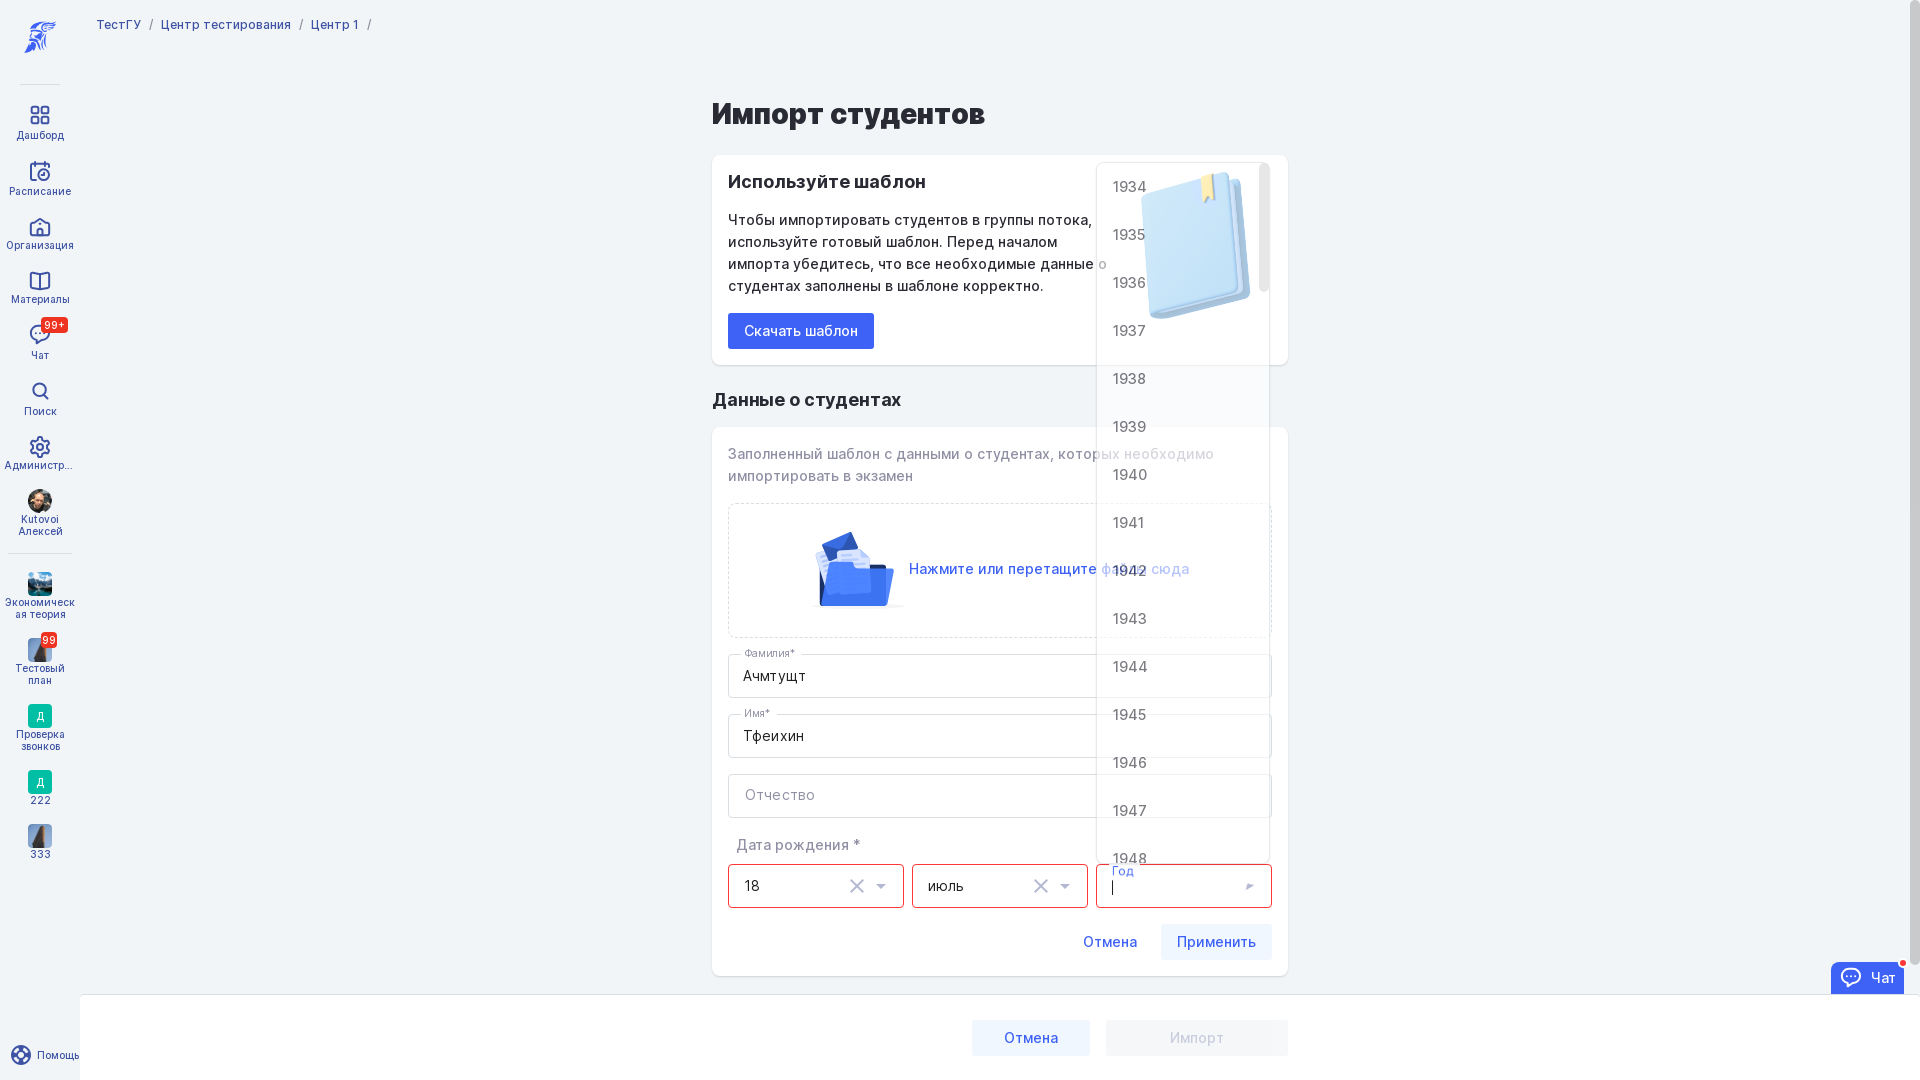 ТестГУ / Центр тестирования / Центр 1 /
Дашборд
Расписание
Организация
Материалы
99+
Чат
Поиск
Администр...
Kutovoi
Алексей
Экономическ
ая теория
99
Тестовый
план
Д
Проверка
звонков
Д
222
333
Помощь
Импорт студентов
Используйте шаблон
Чтобы импортировать студентов в группы потока,
используйте готовый шаблон. Перед началом
импорта убедитесь, что все необходимые данные о
студентах заполнены в шаблоне корректно.
Скачать шаблон
Данные о студентах
Заполненный шаблон с данными о студентах, которых необходимо
импортировать в экзамен
Нажмите или перетащите файлы сюда
Фамилия*
Ачмтущт
Имя*
Тфеихин
Отчество
Дата рождения *
18
июль
Год
1934
1935
1936
1937
1938
1939
1940
1941
1942
1943
1944
1945
1946
1947
1948
Отмена
Применить
Чат
Отмена
Импорт